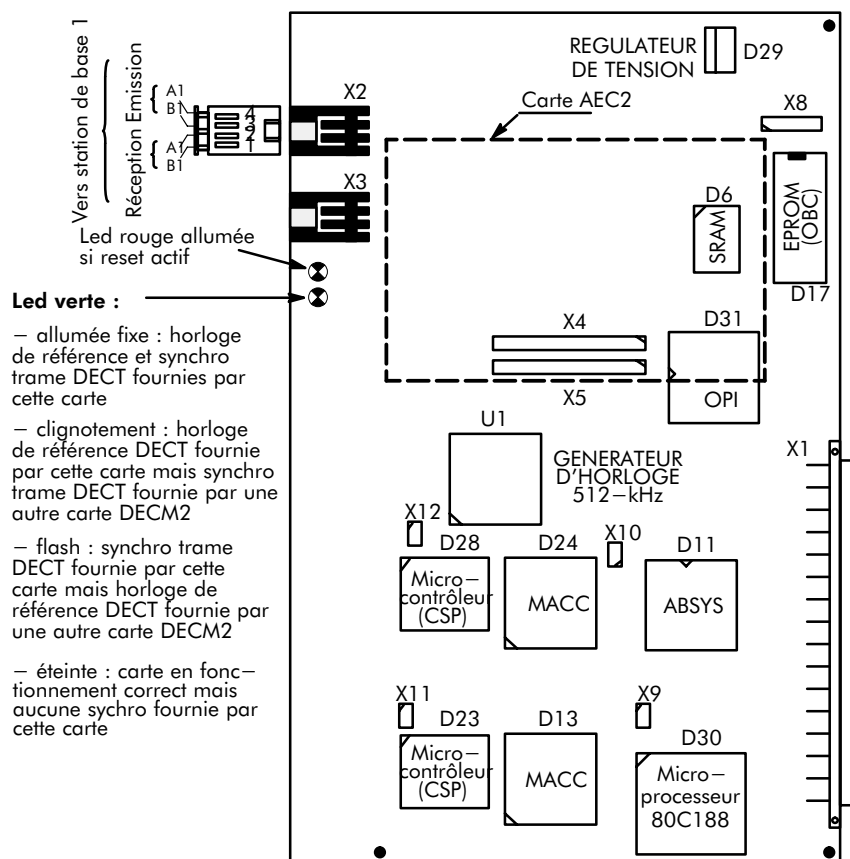 Vers station de base 1
Réception Emission
A1
B1
A1
B1
4
3
2
1
X2
X3
REGULATEUR
DE TENSION
D29
Carte AEC2
X8
D6
SRAM
EPROM
(OBC)
D17
Led rouge allumée
si reset actif
Led verte :
– allumée fixe : horloge
de référence et synchro
trame DECT fournies par
cette carte
– clignotement : horloge
de référence DECT fournie
par cette carte mais synchro
trame DECT fournie par une
autre carte DECM2
– flash : synchro trame
DECT fournie par cette
carte mais horloge de
référence DECT fournie par
une autre carte DECM2
– éteinte : carte en fonc–
tionnement correct mais
aucune sychro fournie par
cette carte
X4
X5
D31
OPI
U1
GENERATEUR
D'HORLOGE
512–kHz
X1
X12
X10
D28
Micro–
contrôleur
(CSP)
D24
MACC
D11
ABSYS
X11
X9
D23
Micro–
contrôleur
(CSP)
D13
MACC
D30
Micro–
processeur
80C188